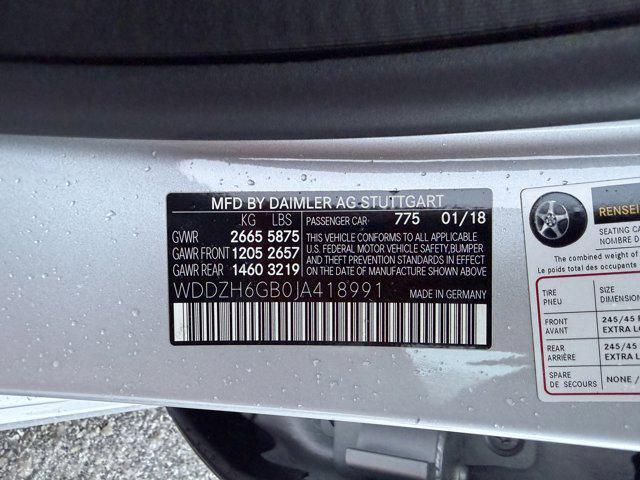 MFD BY DAIMLER AG STUTTGART
KG LBS PASSENGER CAR 775 01/18
GVWR 2665 5875
GAWR FRONT 1205 2657
GAWR REAR 1460 3219
THIS VEHICLE CONFORMS TO ALL APPLICABLE
U.S. FEDERAL MOTOR VEHICLE SAFETY, BUMPER
AND THEFT PREVENTION STANDARDS IN EFFECT
ON THE DATE OF MANUFACTURE SHOWN ABOVE.
WDDZH6GB0JA418991 MADE IN GERMANY
RENSEI
SEATING CA
NOMBRE D
The combined weight of
Le poids total des occupants
TIRE
PNEU
SIZE
DIMENSION
FRONT
AVANT
245/45
EXTRA LO
REAR
ARRIÈRE
245/45
EXTRA L
SPARE
DE SECOURS
NONE /